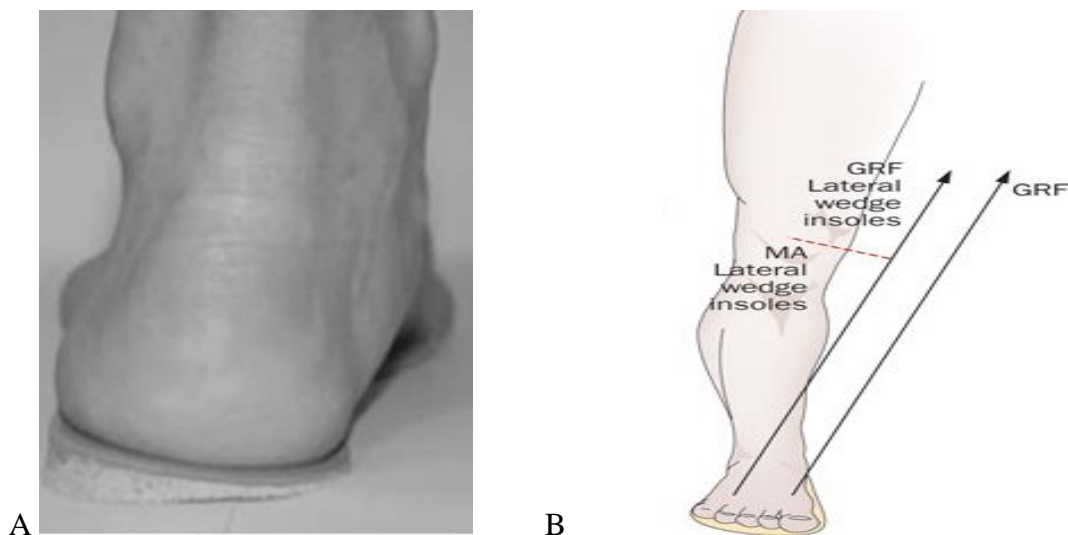 GRF
Lateral
wedge
insoles
GRF
MA
Lateral
wedge
insoles
A
B